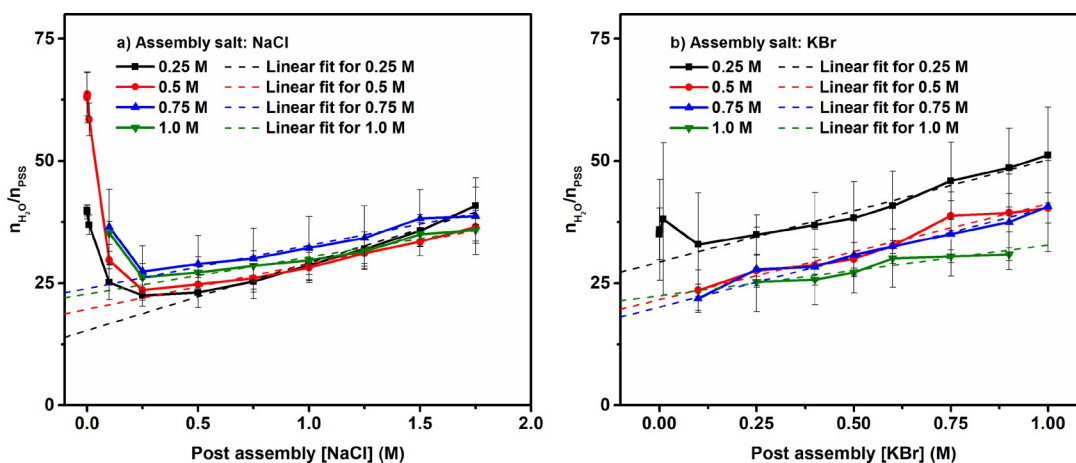 a) Assembly salt: NaCl
0.25 M Linear fit for 0.25 M
0.5 M Linear fit for 0.5 M
0.75 M Linear fit for 0.75 M
1.0 M Linear fit for 1.0 M
75
50
25
0
n_H₂O/n_PSS
0.0 0.5 1.0 1.5 2.0
Post assembly [NaCl] (M)
b) Assembly salt: KBr
0.25 M Linear fit for 0.25 M
0.5 M Linear fit for 0.5 M
0.75 M Linear fit for 0.75 M
1.0 M Linear fit for 1.0 M
75
50
25
0
n_H₂O/n_PSS
0.00 0.25 0.50 0.75 1.00
Post assembly [KBr] (M)